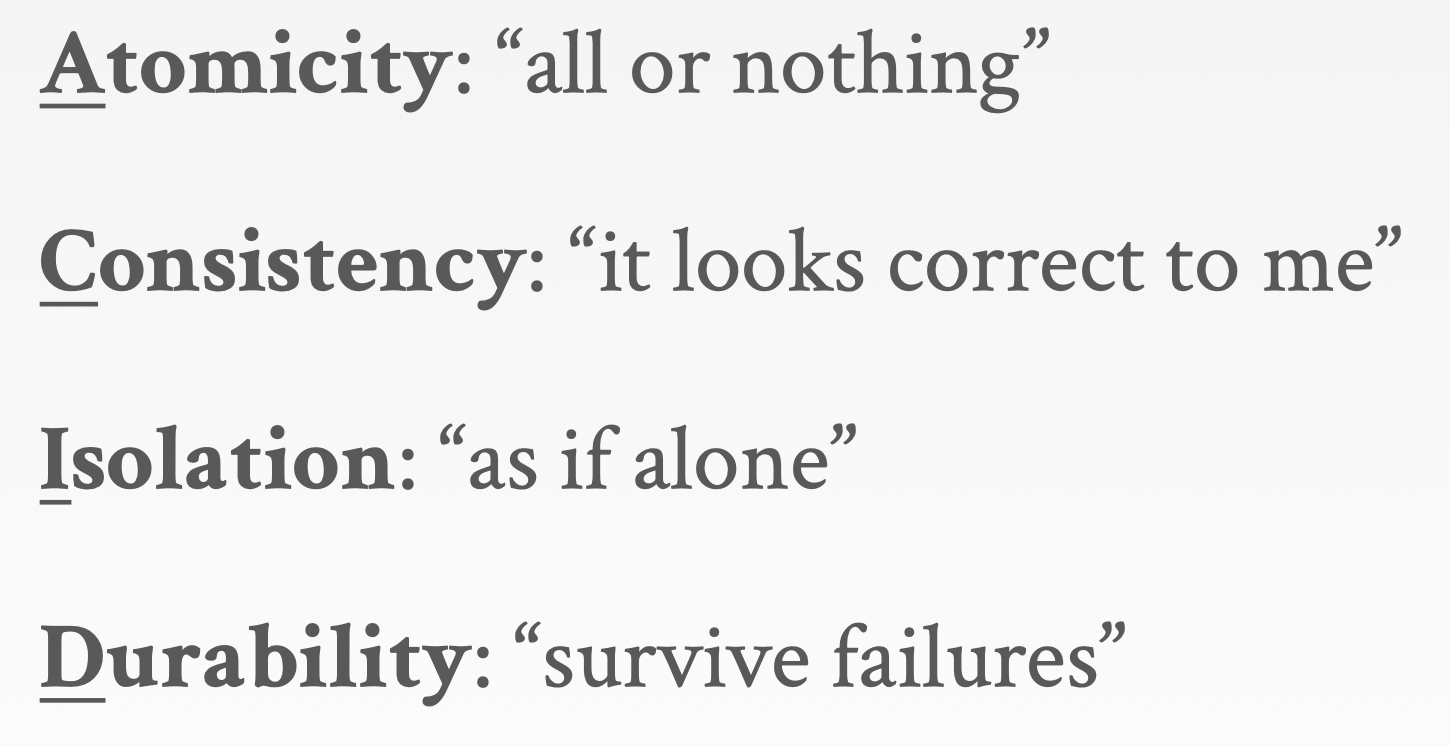 Atomicity: “all or nothing”
Consistency: “it looks correct to me”
Isolation: “as if alone”
Durability: “survive failures”